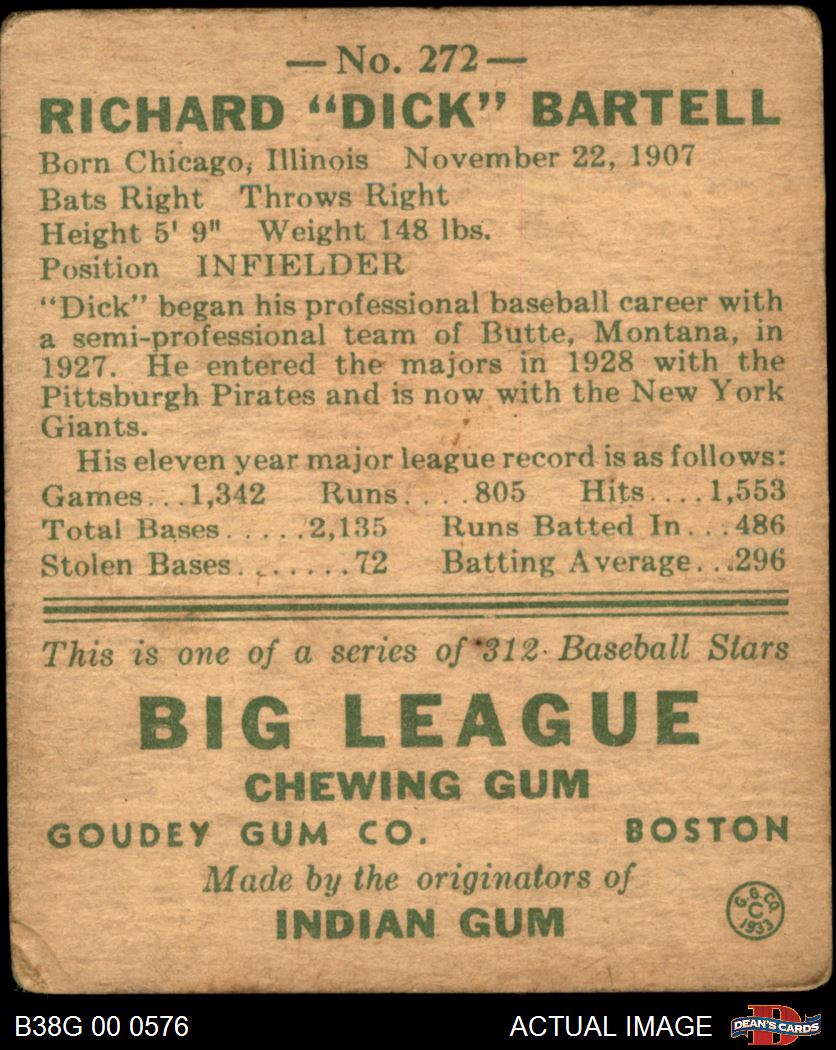 —No. 272—
RICHARD “DICK” BARTELL
Born Chicago, Illinois November 22, 1907
Bats Right Throws Right
Height 5' 9" Weight 148 lbs.
Position INFIELDER
“Dick” began his professional baseball career with
a semi-professional team of Butte, Montana, in
1927. He entered the majors in 1928 with the
Pittsburgh Pirates and is now with the New York
Giants.
His eleven year major league record is as follows:
Games...1,342 Runs....805 Hits....1,553
Total Bases.....2,135 Runs Batted In...486
Stolen Bases.......72 Batting Average...296
This is one of a series of 312 Baseball Stars
BIG LEAGUE
CHEWING GUM
GOUDEY GUM CO. BOSTON
Made by the originators of
INDIAN GUM
G. G. CO.
C
1933
B38G 00 0576 ACTUAL IMAGE D DEAN'S CARDS